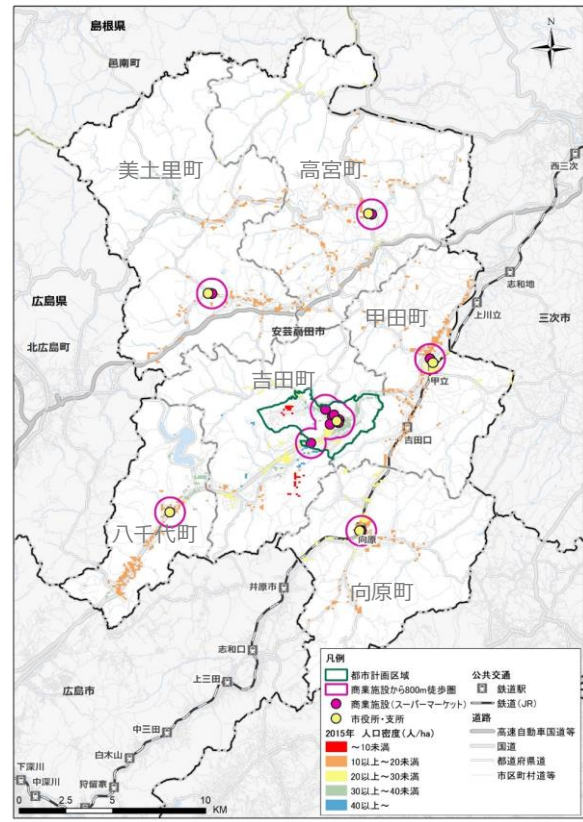 島根県
N
邑南町
美土里町
高宮町
西三次
志和地
広島県
上川立
三次市
北広島町
安芸高田市
甲田町
甲立
吉田町
吉田口
八千代町
向原
向原町
井原市
志和口
広島市
上三田
中三田
白木山
下深川
中深川
狩留家
0 2.5 5 10
KM
凡例
都市計画区域
商業施設から800m徒歩圏
商業施設(スーパーマーケット)
市役所・支所
2015年 人口密度(人/ha)
~10未満
10以上~20未満
20以上~30未満
30以上~40未満
40以上~
公共交通
鉄道駅
鉄道(JR)
道路
高速自動車国道等
国道
都道府県道
市区町村道等